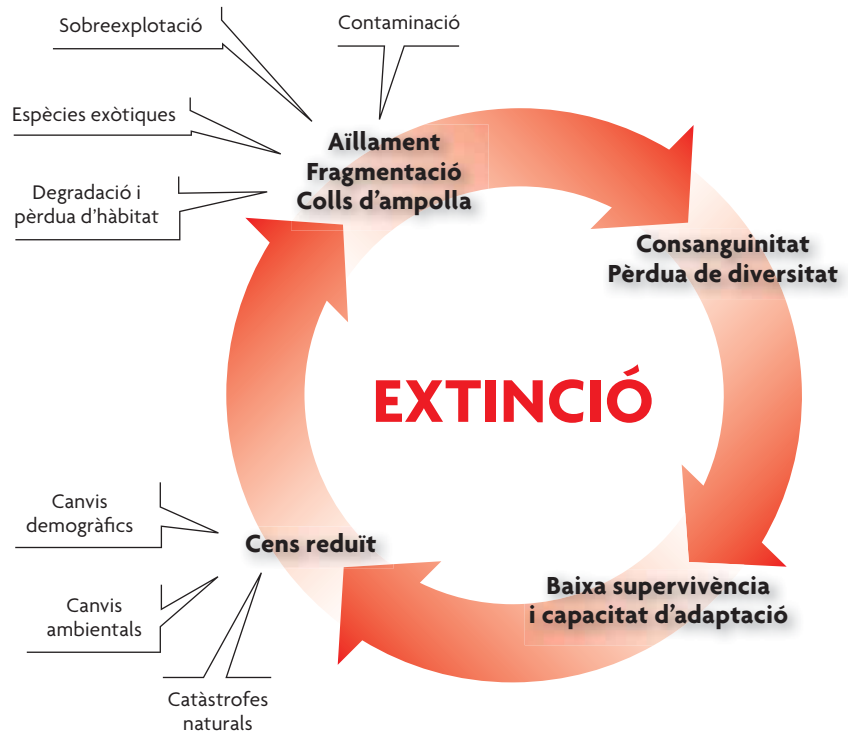 Sobreexplotació
Contaminació
Espècies exòtiques
Degradació i
pèrdua d'hàbitat
Aïllament
Fragmentació
Colls d'ampolla
Consanguinitat
Pèrdua de diversitat
EXTINCIÓ
Baixa supervivència
i capacitat d'adaptació
Cens reduït
Canvis
demogràfics
Canvis
ambientals
Catàstrofes
naturals